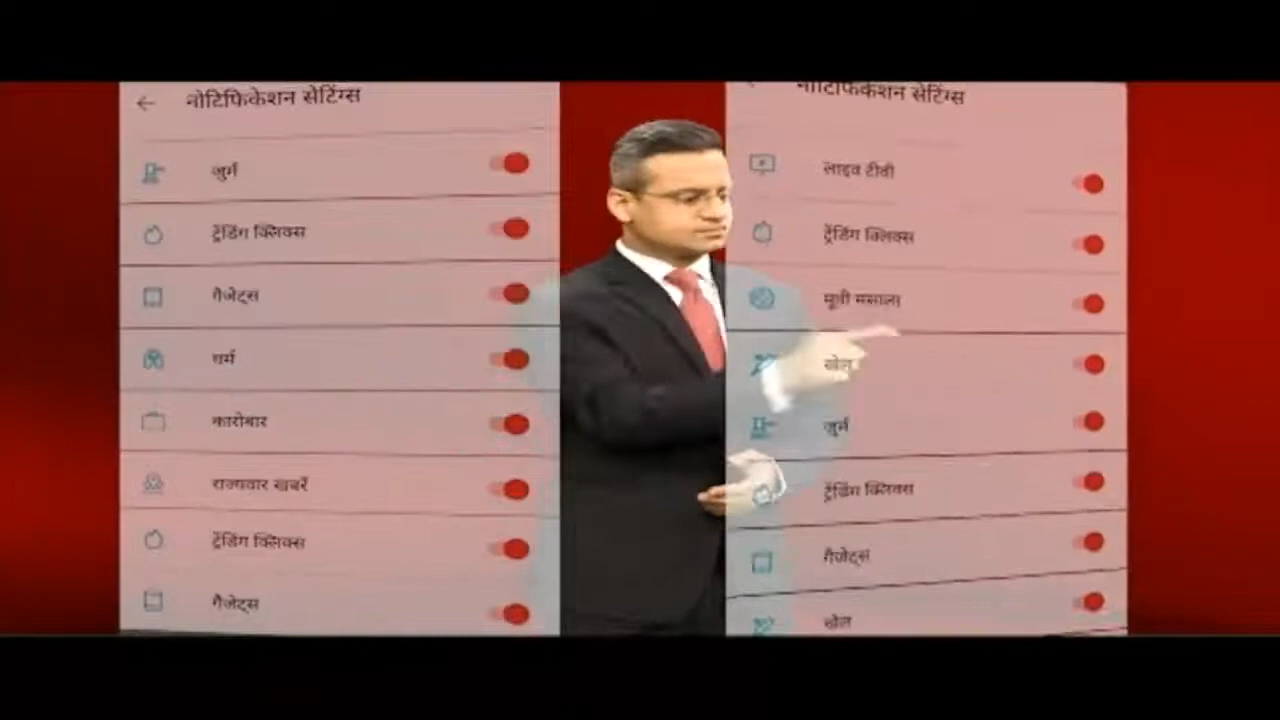 नोटिफिकेशन सेटिंग्स
जुर्म
ट्रेंडिंग क्लिक्स
गैजेट्स
धर्म
कारोबार
राज्यवार खबरें
ट्रेंडिंग क्लिक्स
गैजेट्स
नोटिफिकेशन सेटिंग्स
लाइव टीवी
ट्रेंडिंग क्लिक्स
मूवी मसाला
खेल
जुर्म
ट्रेंडिंग क्लिक्स
गैजेट्स
खेल